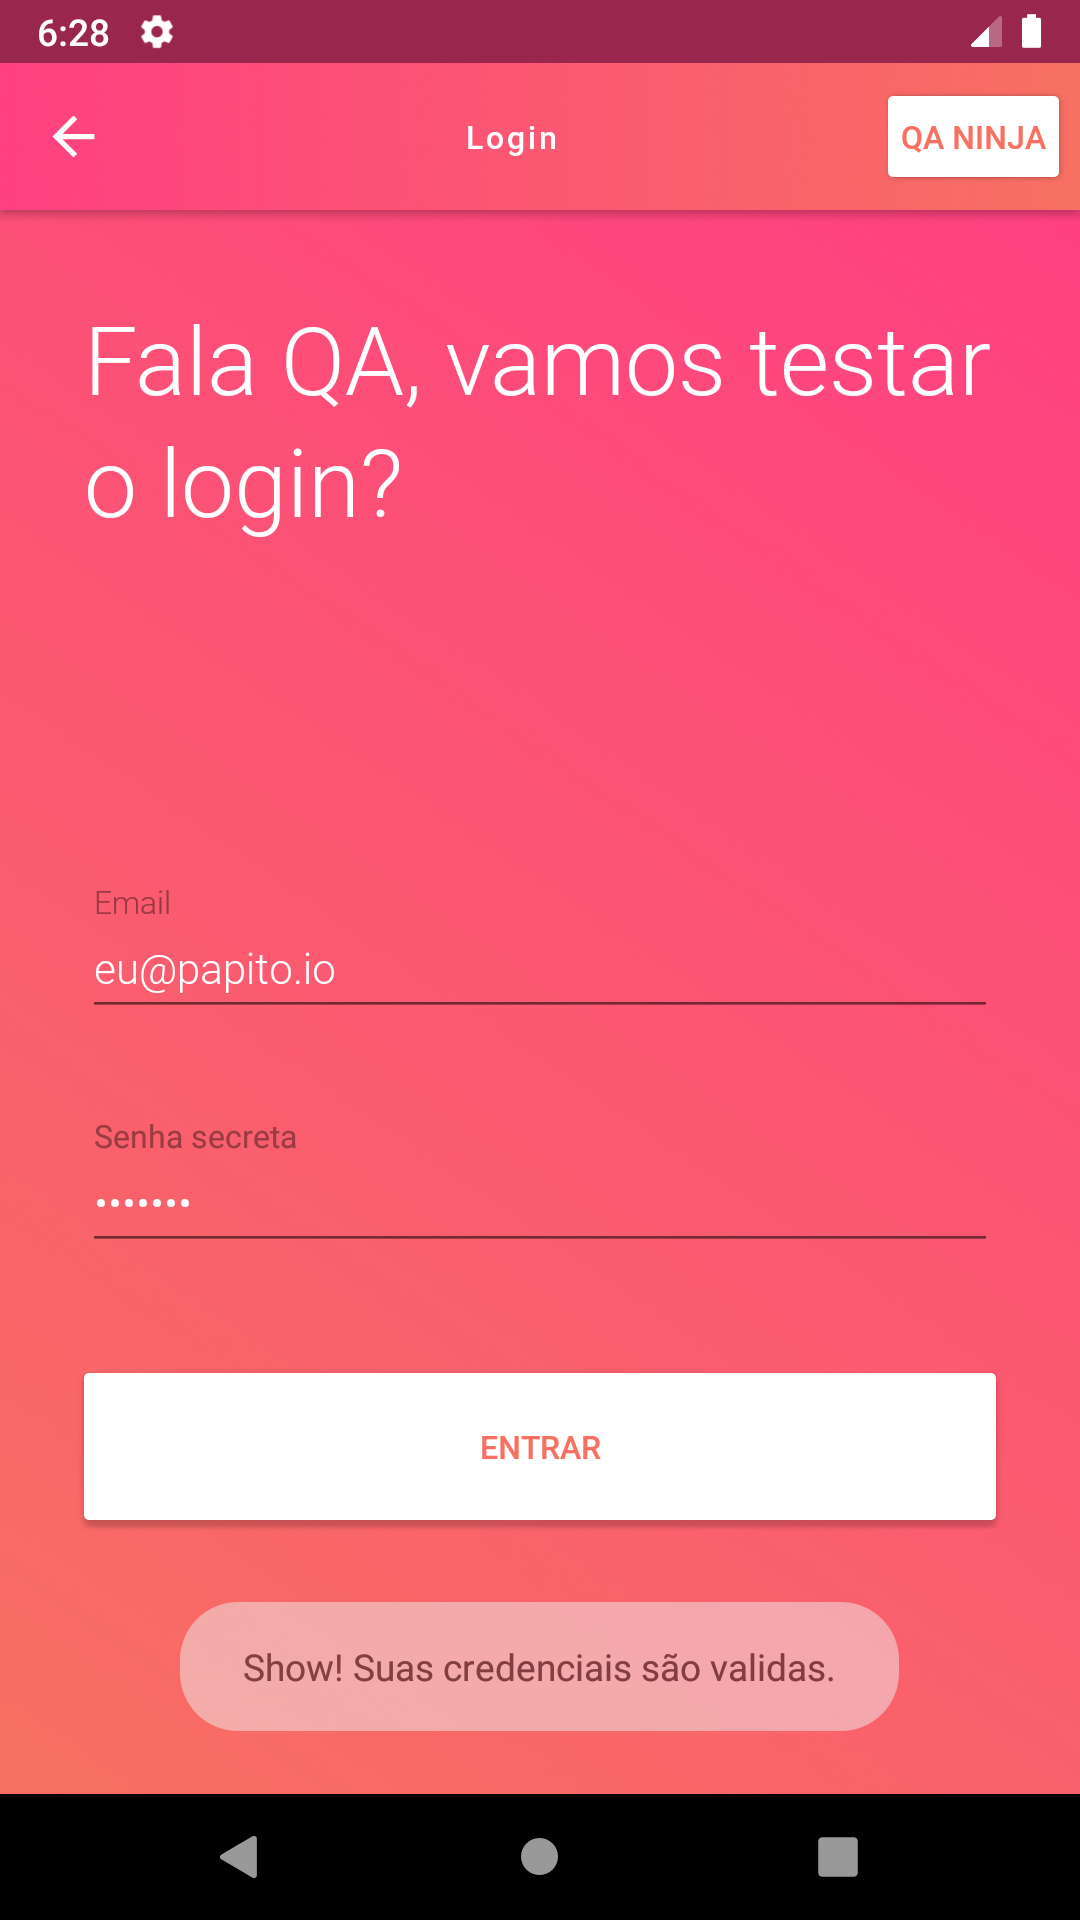 6:28
Login
QA NINJA
Fala QA, vamos testar
o login?
Email
eu@papito.io
Senha secreta
•••••••
ENTRAR
Show! Suas credenciais são validas.